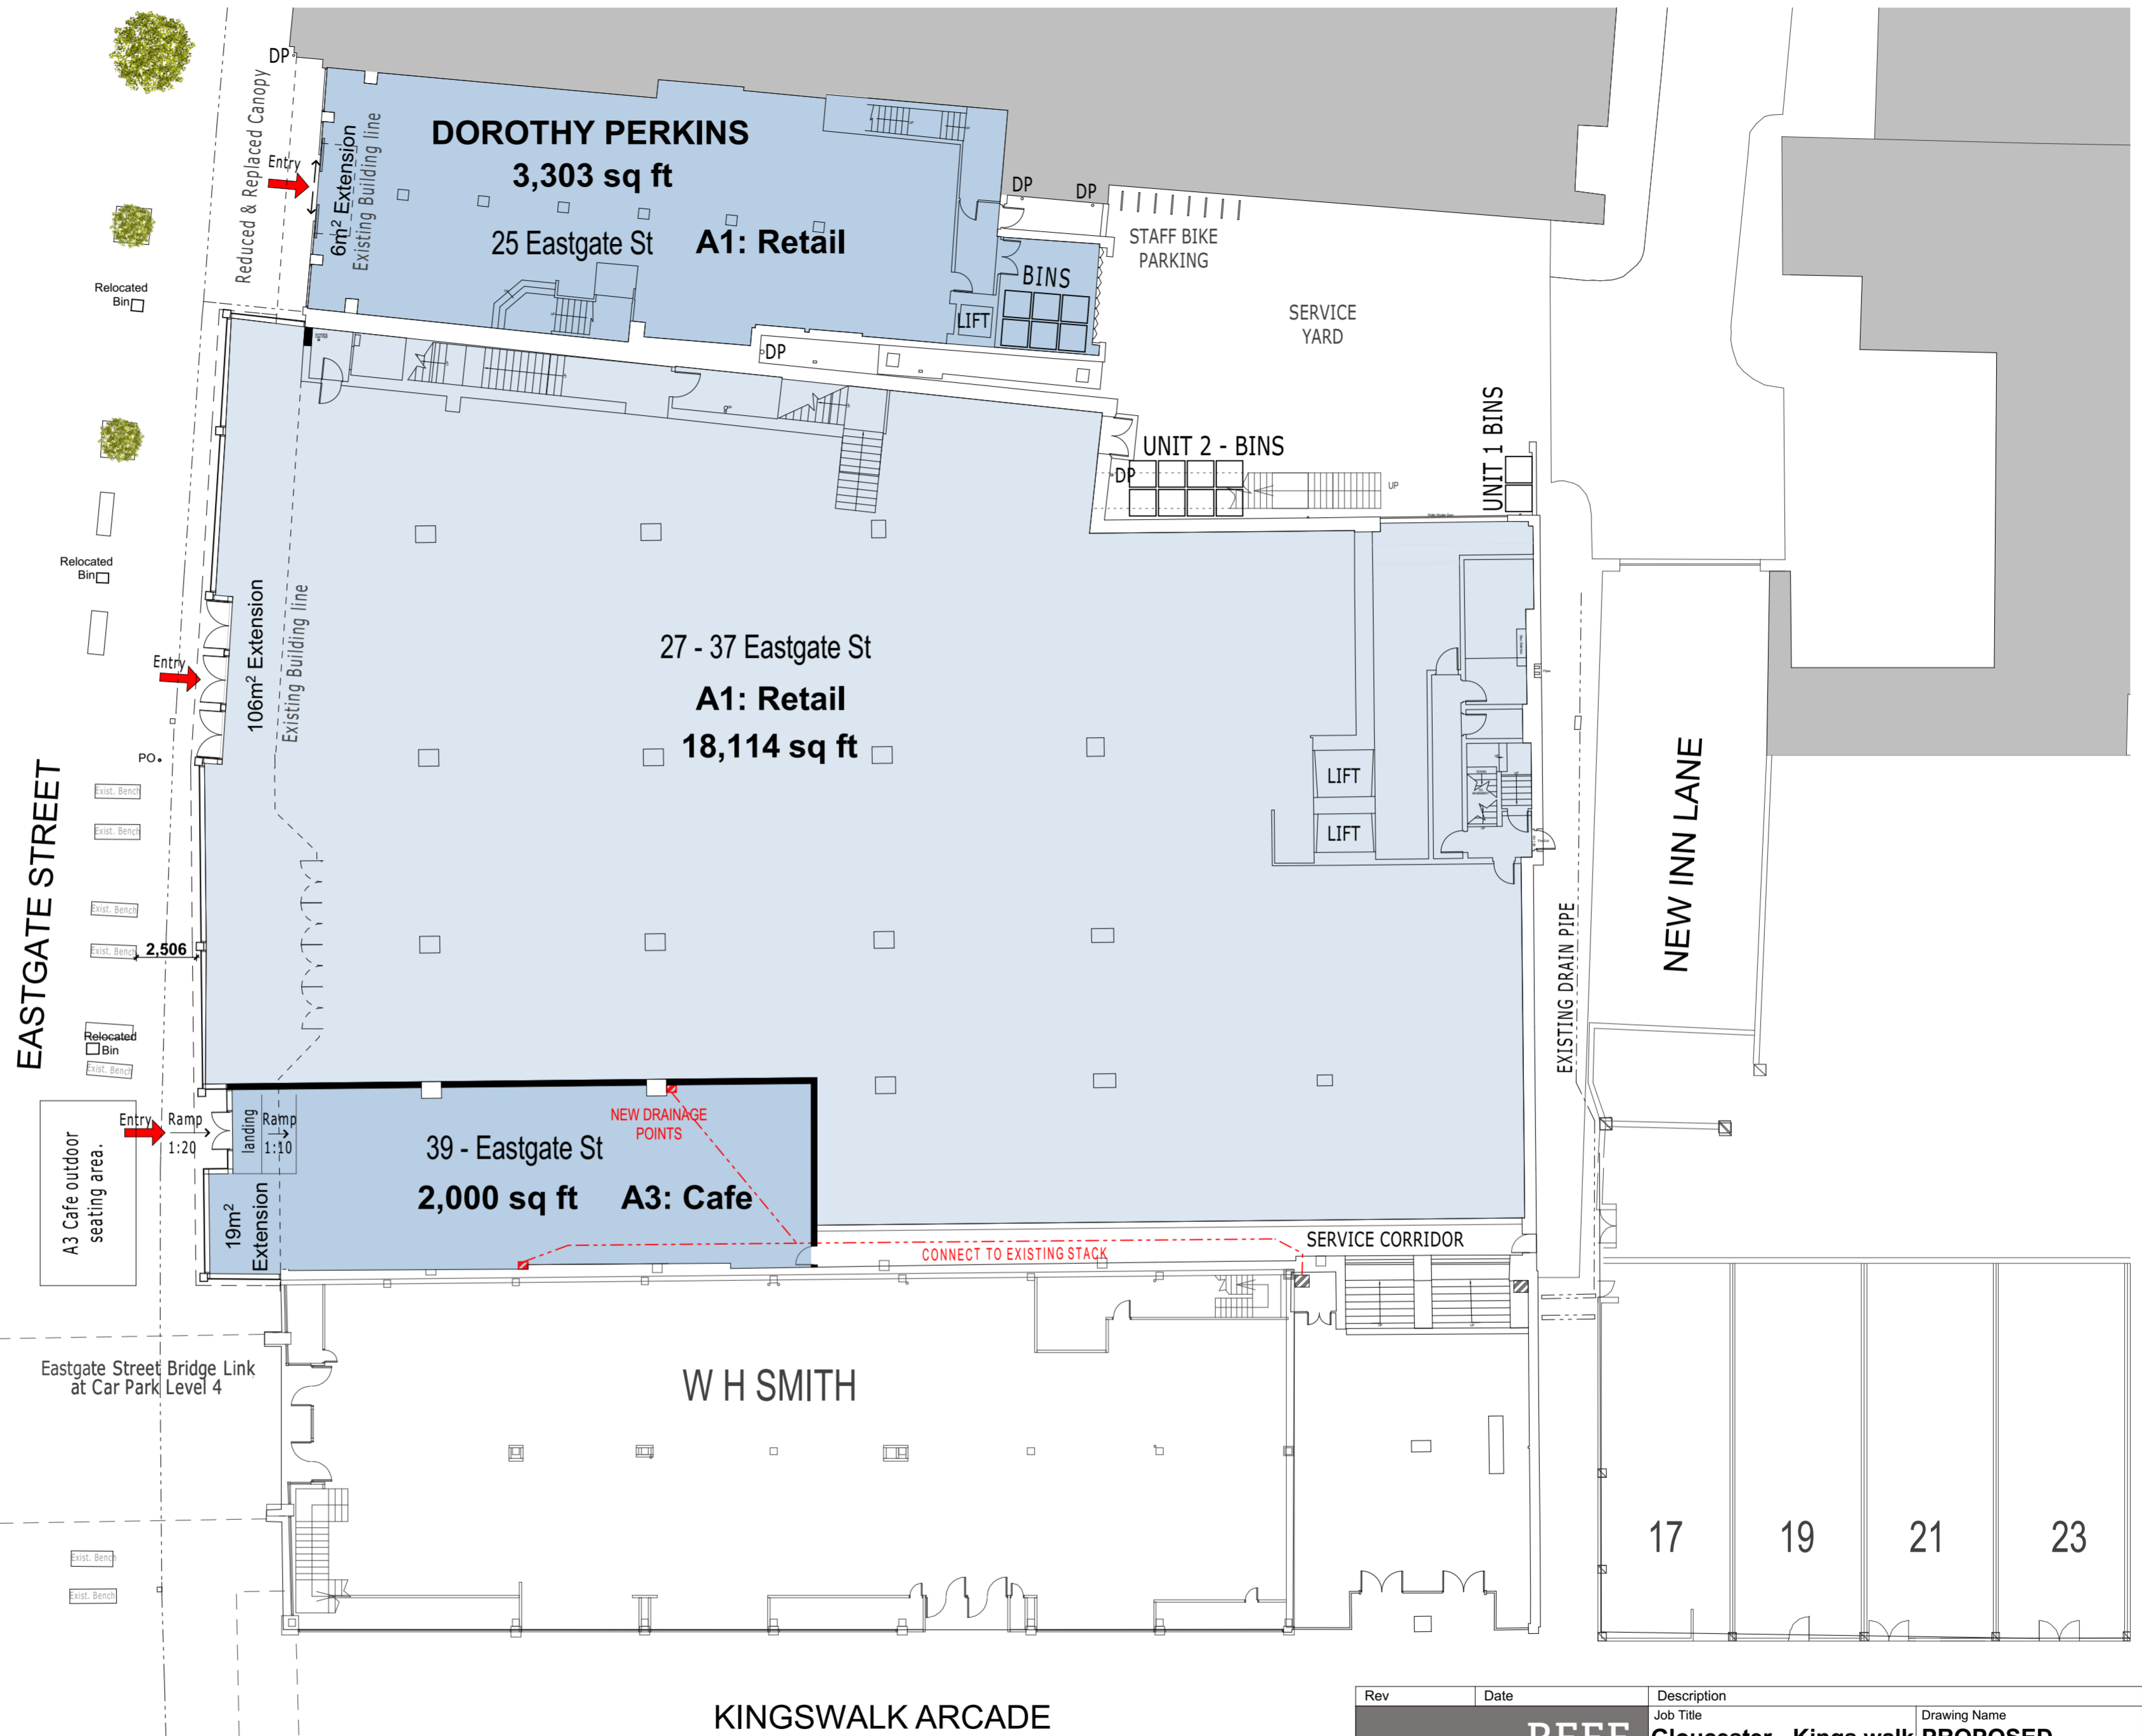 DP
Reduced & Replaced Canopy
Entry
6m² Extension
Existing Building line
DOROTHY PERKINS
3,303 sq ft
25 Eastgate St
A1: Retail
LIFT
BINS
DP
DP
STAFF BIKE
PARKING
SERVICE
YARD
Relocated
Bin
DP
UNIT 2 - BINS
DP
UP
UNIT 1 BINS
Relocated
Bin
106m² Extension
Existing Building line
Entry
27 - 37 Eastgate St
A1: Retail
18,114 sq ft
PO
LIFT
LIFT
EASTGATE STREET
Exist. Bench
Exist. Bench
Exist. Bench
Exist. Bench
2,506
Relocated
Bin
Exist. Bench
EXISTING DRAIN PIPE
NEW INN LANE
A3 Cafe outdoor
seating area.
Entry
Ramp
1:20
landing
Ramp
1:10
19m²
Extension
NEW DRAINAGE
POINTS
39 - Eastgate St
2,000 sq ft
A3: Cafe
CONNECT TO EXISTING STACK
SERVICE CORRIDOR
Eastgate Street Bridge Link
at Car Park Level 4
W H SMITH
Exist. Bench
Exist. Bench
17
19
21
23
KINGSWALK ARCADE
Rev
Date
Description
REEF
Job Title
Gloucester - Kings walk
Drawing Name
PROPOSED